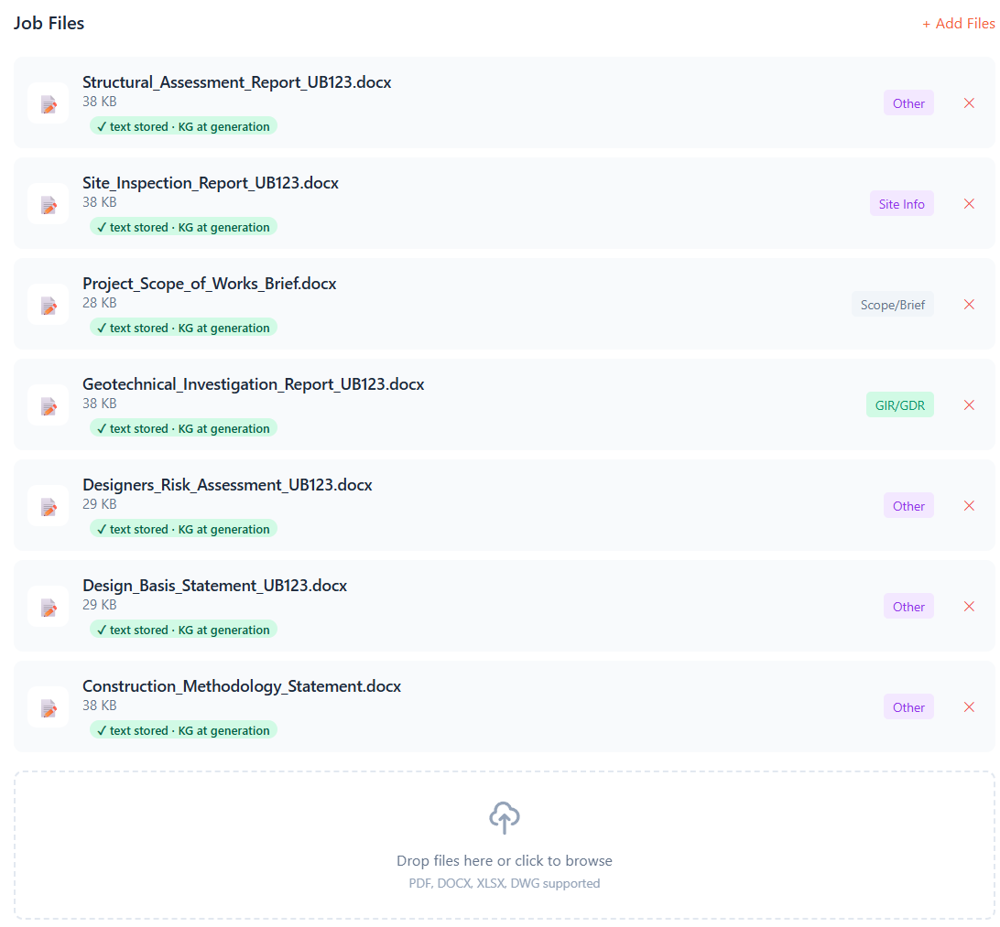 Job Files
+ Add Files
Structural_Assessment_Report_UB123.docx
38 KB
Other
✓ text stored · KG at generation
Site_Inspection_Report_UB123.docx
38 KB
Site Info
✓ text stored · KG at generation
Project_Scope_of_Works_Brief.docx
28 KB
Scope/Brief
✓ text stored · KG at generation
Geotechnical_Investigation_Report_UB123.docx
38 KB
GIR/GDR
✓ text stored · KG at generation
Designers_Risk_Assessment_UB123.docx
29 KB
Other
✓ text stored · KG at generation
Design_Basis_Statement_UB123.docx
29 KB
Other
✓ text stored · KG at generation
Construction_Methodology_Statement.docx
38 KB
Other
✓ text stored · KG at generation
Drop files here or click to browse
PDF, DOCX, XLSX, DWG supported